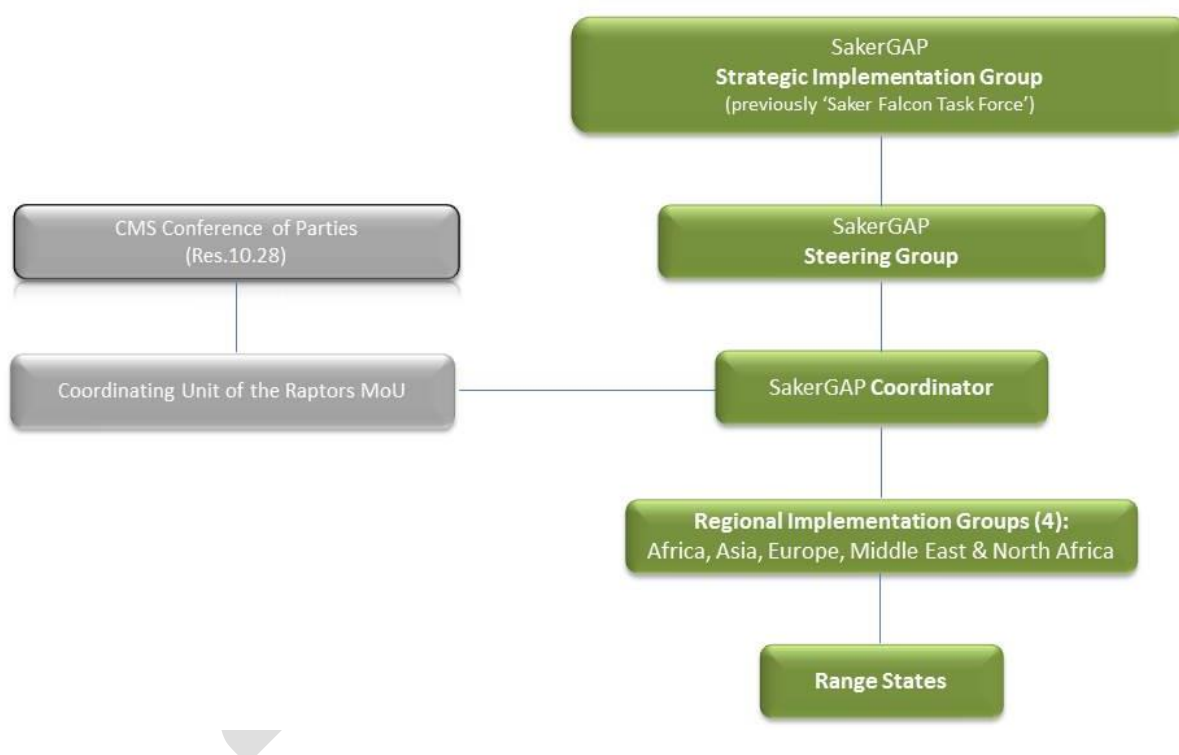 SakerGAP
Strategic Implementation Group
(previously ‘Saker Falcon Task Force’)
CMS Conference of Parties
(Res.10.28)
SakerGAP
Steering Group
Coordinating Unit of the Raptors MoU
SakerGAP Coordinator
Regional Implementation Groups (4):
Africa, Asia, Europe, Middle East & North Africa
Range States